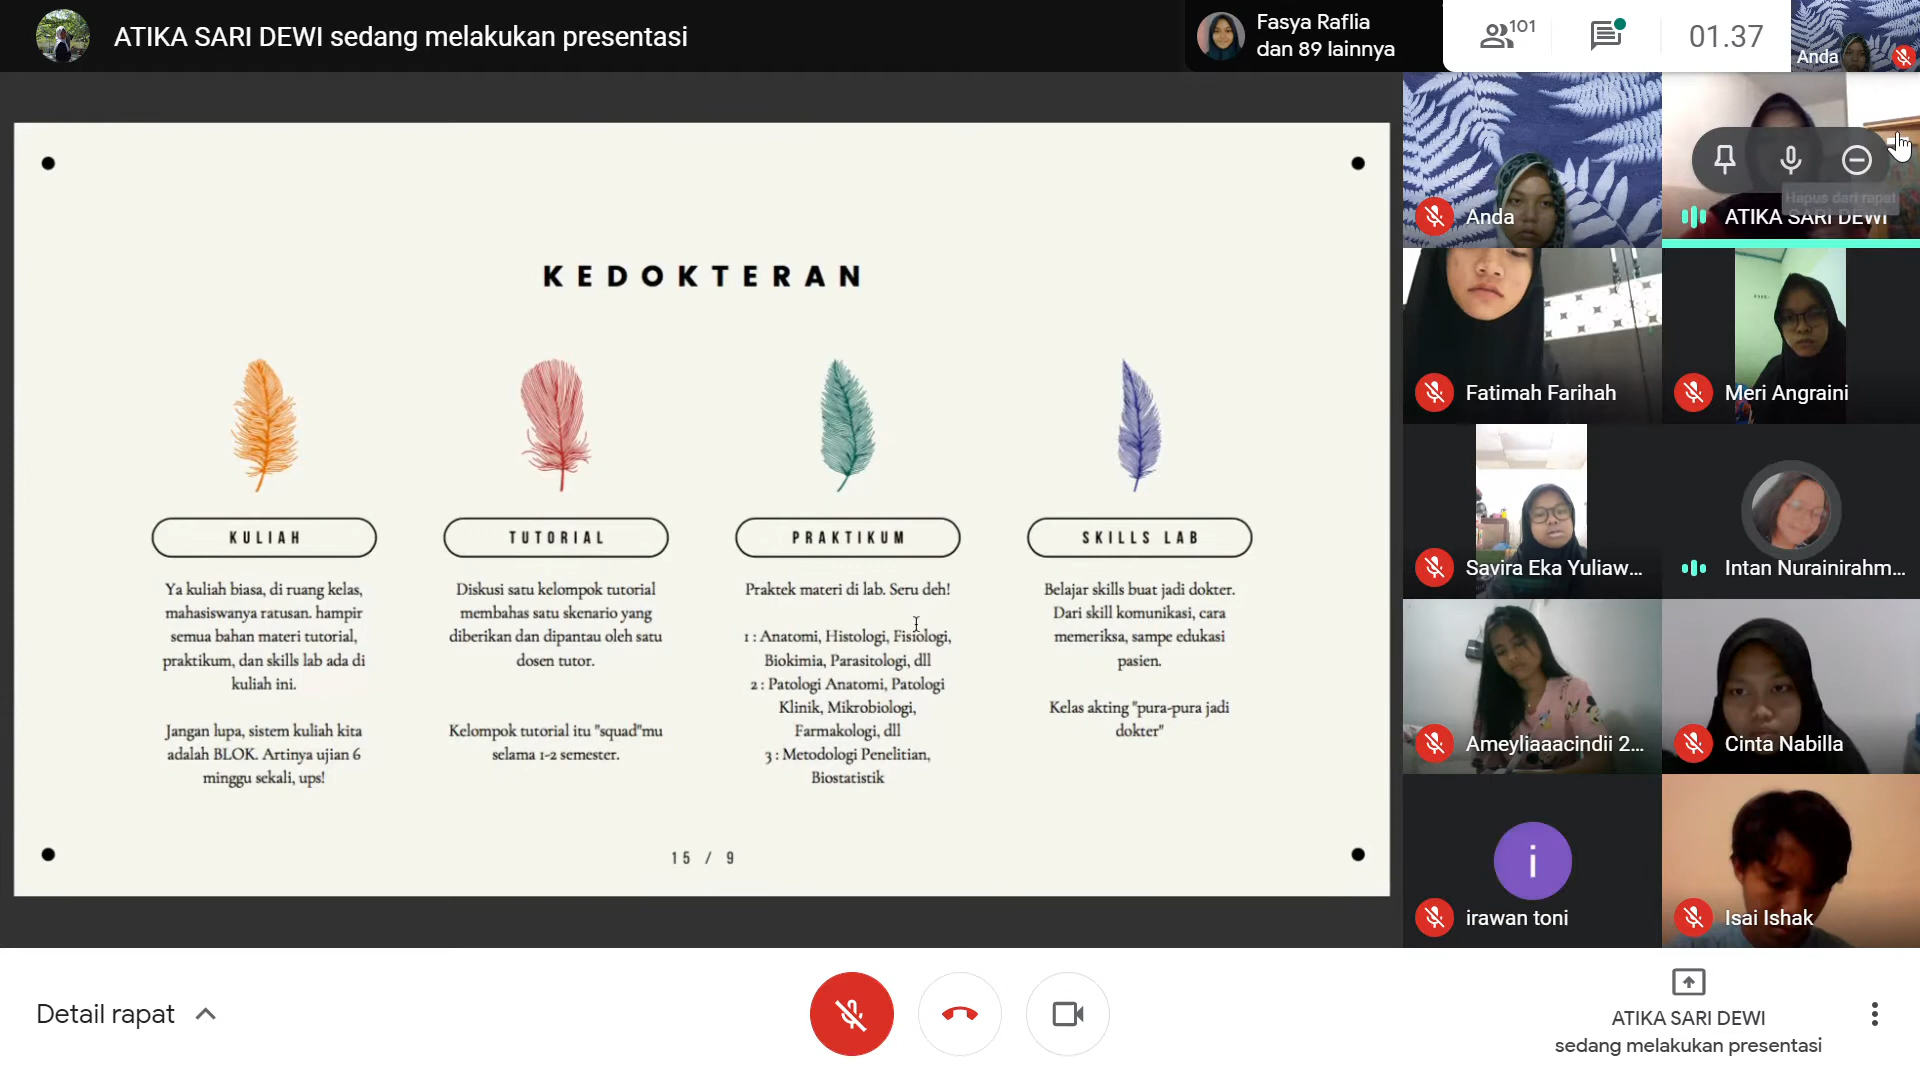 ATIKA SARI DEWI sedang melakukan presentasi
Fasya Raflia
dan 89 lainnya
101
01.37
Anda
KEDOKTERAN
KULIAH
Ya kuliah biasa, di ruang kelas,
mahasiswanya ratusan. hampir
semua bahan materi tutorial,
praktikum, dan skills lab ada di
kuliah ini.
Jangan lupa, sistem kuliah kita
adalah BLOK. Artinya ujian 6
minggu sekali, ups!
TUTORIAL
Diskusi satu kelompok tutorial
membahas satu skenario yang
diberikan dan dipantau oleh satu
dosen tutor.
Kelompok tutorial itu "squad"mu
selama 1-2 semester.
PRAKTIKUM
Praktek materi di lab. Seru deh!
1 : Anatomi, Histologi, Fisiologi,
Biokimia, Parasitologi, dll
2 : Patologi Anatomi, Patologi
Klinik, Mikrobiologi,
Farmakologi, dll
3 : Metodologi Penelitian,
Biostatistik
SKILLS LAB
Belajar skills buat jadi dokter.
Dari skill komunikasi, cara
memeriksa, sampe edukasi
pasien.
Kelas akting "pura-pura jadi
dokter"
15 / 9
Anda
Hapus dari rapat
ATIKA SARI DEWI
Fatimah Farihah
Meri Angraini
Savira Eka Yuliaw...
Intan Nurainirahm...
Ameyliaaacindii 2...
Cinta Nabilla
i
irawan toni
Isai Ishak
Detail rapat
ATIKA SARI DEWI
sedang melakukan presentasi